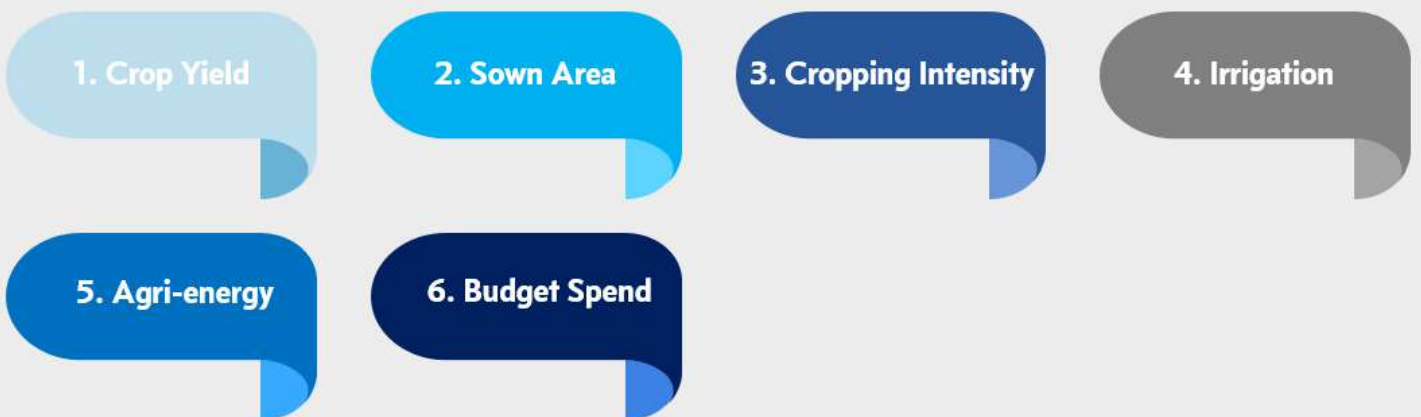 1. Crop Yield
2. Sown Area
3. Cropping Intensity
4. Irrigation
5. Agri-energy
6. Budget Spend